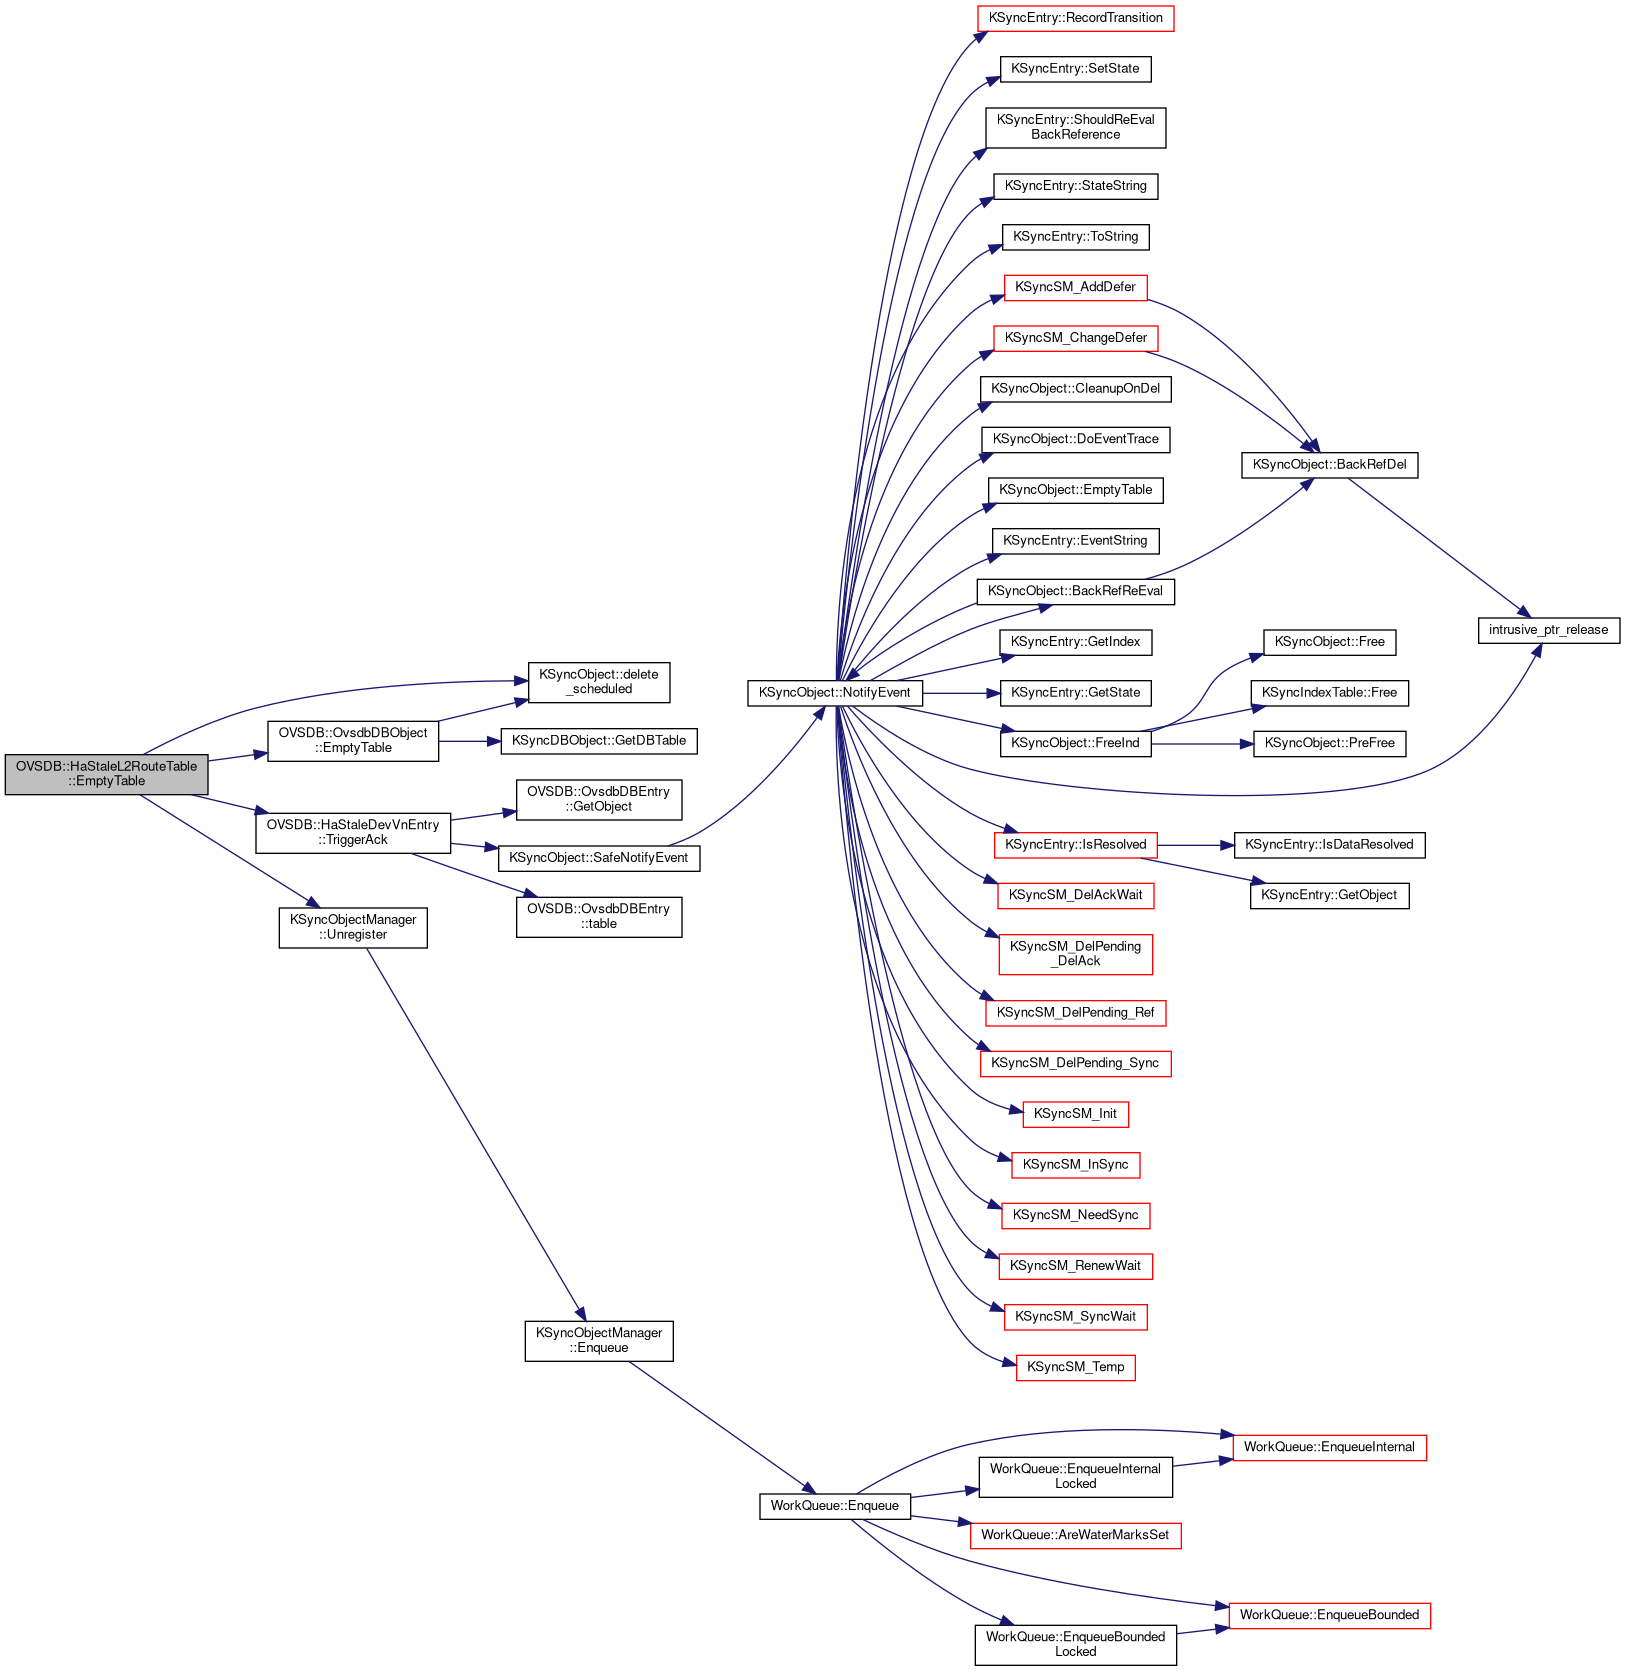 OVSDB::HaStaleL2RouteTable
::EmptyTable
KSyncObject::delete
_scheduled
OVSDB::OvsdbDBObject
::EmptyTable
KSyncDBObject::GetDBTable
OVSDB::HaStaleDevVnEntry
::TriggerAck
OVSDB::OvsdbDBEntry
::GetObject
KSyncObject::SafeNotifyEvent
OVSDB::OvsdbDBEntry
::table
KSyncObjectManager
::Unregister
KSyncObjectManager
::Enqueue
KSyncObject::NotifyEvent
KSyncEntry::RecordTransition
KSyncEntry::SetState
KSyncEntry::ShouldReEval
BackReference
KSyncEntry::StateString
KSyncEntry::ToString
KSyncSM_AddDefer
KSyncSM_ChangeDefer
KSyncObject::CleanupOnDel
KSyncObject::DoEventTrace
KSyncObject::EmptyTable
KSyncEntry::EventString
KSyncObject::BackRefReEval
KSyncEntry::GetIndex
KSyncEntry::GetState
KSyncObject::FreeInd
KSyncEntry::IsResolved
KSyncSM_DelAckWait
KSyncSM_DelPending
_DelAck
KSyncSM_DelPending_Ref
KSyncSM_DelPending_Sync
KSyncSM_Init
KSyncSM_InSync
KSyncSM_NeedSync
KSyncSM_RenewWait
KSyncSM_SyncWait
KSyncSM_Temp
KSyncObject::BackRefDel
intrusive_ptr_release
KSyncObject::Free
KSyncIndexTable::Free
KSyncObject::PreFree
KSyncEntry::IsDataResolved
KSyncEntry::GetObject
WorkQueue::Enqueue
WorkQueue::EnqueueInternal
WorkQueue::EnqueueInternal
Locked
WorkQueue::AreWaterMarksSet
WorkQueue::EnqueueBounded
WorkQueue::EnqueueBounded
Locked